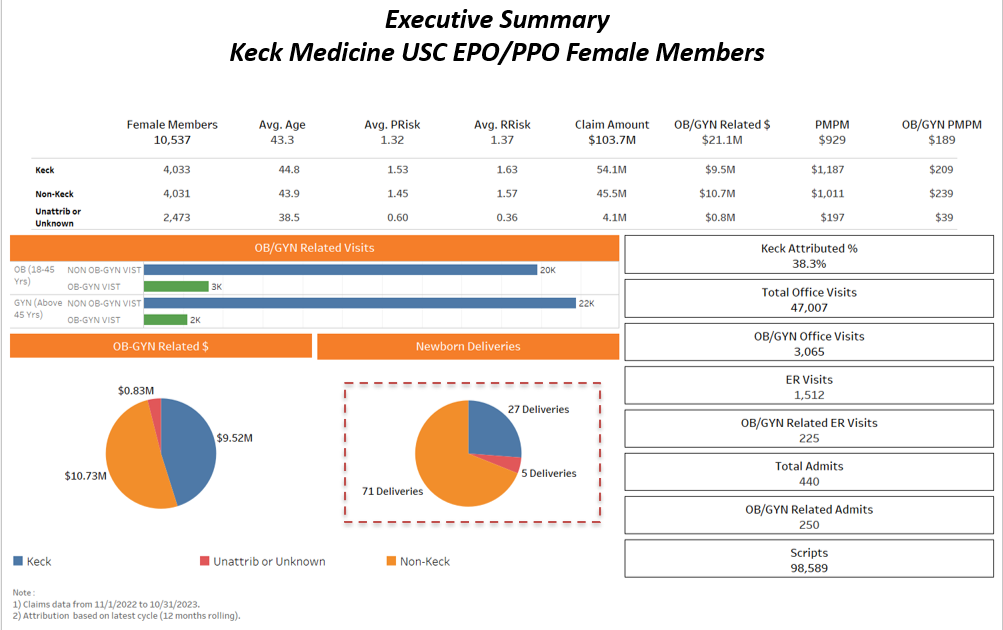 Executive Summary
Keck Medicine USC EPO/PPO Female Members
Female Members Avg. Age Avg. PRisk Avg. RRisk Claim Amount OB/GYN Related $ PMPM OB/GYN PMPM
10,537 43.3 1.32 1.37 $103.7M $21.1M $929 $189
Keck 4,033 44.8 1.53 1.63 54.1M $9.5M $1,187 $209
Non-Keck 4,031 43.9 1.45 1.57 45.5M $10.7M $1,011 $239
Unattrib or
Unknown 2,473 38.5 0.60 0.36 4.1M $0.8M $197 $39
OB/GYN Related Visits
OB (18-45
Yrs)
NON OB-GYN VIST 20K
OB-GYN VIST 3K
GYN (Above
45 Yrs)
NON OB-GYN VIST 22K
OB-GYN VIST 2K
OB-GYN Related $
$0.83M
$9.52M
$10.73M
Newborn Deliveries
27 Deliveries
5 Deliveries
71 Deliveries
Keck Attributed %
38.3%
Total Office Visits
47,007
OB/GYN Office Visits
3,065
ER Visits
1,512
OB/GYN Related ER Visits
225
Total Admits
440
OB/GYN Related Admits
250
Scripts
98,589
Keck Unattrib or Unknown Non-Keck
Note :
1) Claims data from 11/1/2022 to 10/31/2023.
2) Attribution based on latest cycle (12 months rolling).